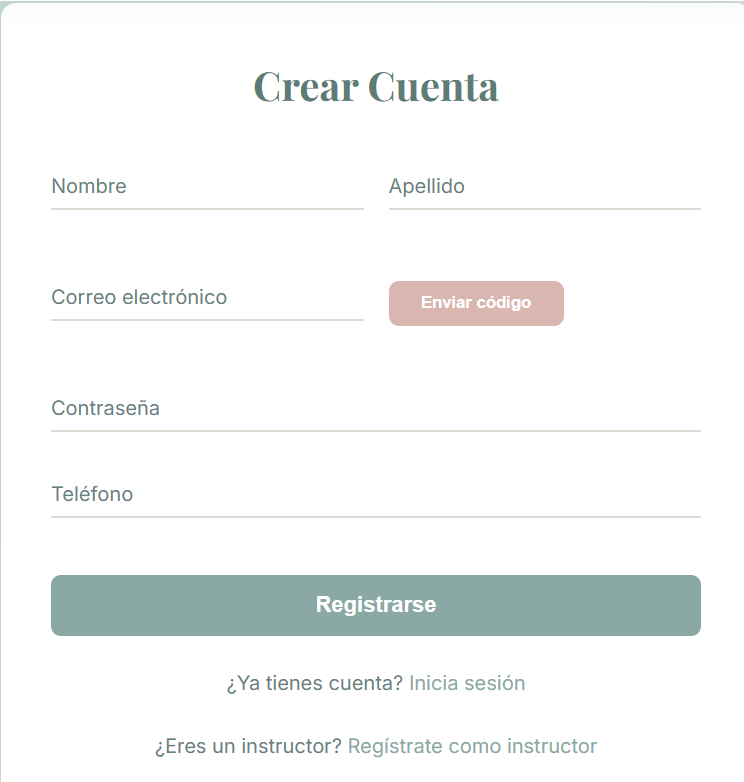 Crear Cuenta
Nombre
Apellido
Correo electrónico
Enviar código
Contraseña
Teléfono
Registrarse
¿Ya tienes cuenta? Inicia sesión
¿Eres un instructor? Regístrate como instructor